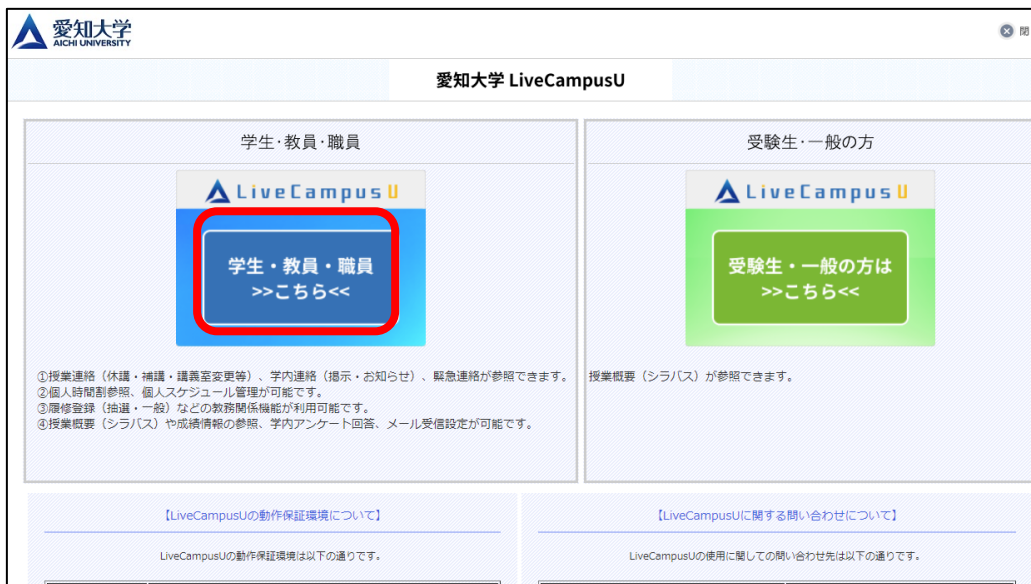 愛知大学
AICHI UNIVERSITY
閉
愛知大学 LiveCampusU
学生･教員･職員
LiveCampusU
学生・教員・職員
>>こちら<<
①授業連絡（休講・補講・講義室変更等）、学内連絡（掲示・お知らせ）、緊急連絡が参照できます。
②個人時間割参照、個人スケジュール管理が可能です。
③履修登録（抽選・一般）などの教務関係機能が利用可能です。
④授業概要（シラバス）や成績情報の参照、学内アンケート回答、メール受信設定が可能です。
受験生･一般の方
LiveCampusU
受験生・一般の方は
>>こちら<<
授業概要（シラバス）が参照できます。
【LiveCampusUの動作保証環境について】
LiveCampusUの動作保証環境は以下の通りです。
【LiveCampusUに関する問い合わせについて】
LiveCampusUの使用に関しての問い合わせ先は以下の通りです。